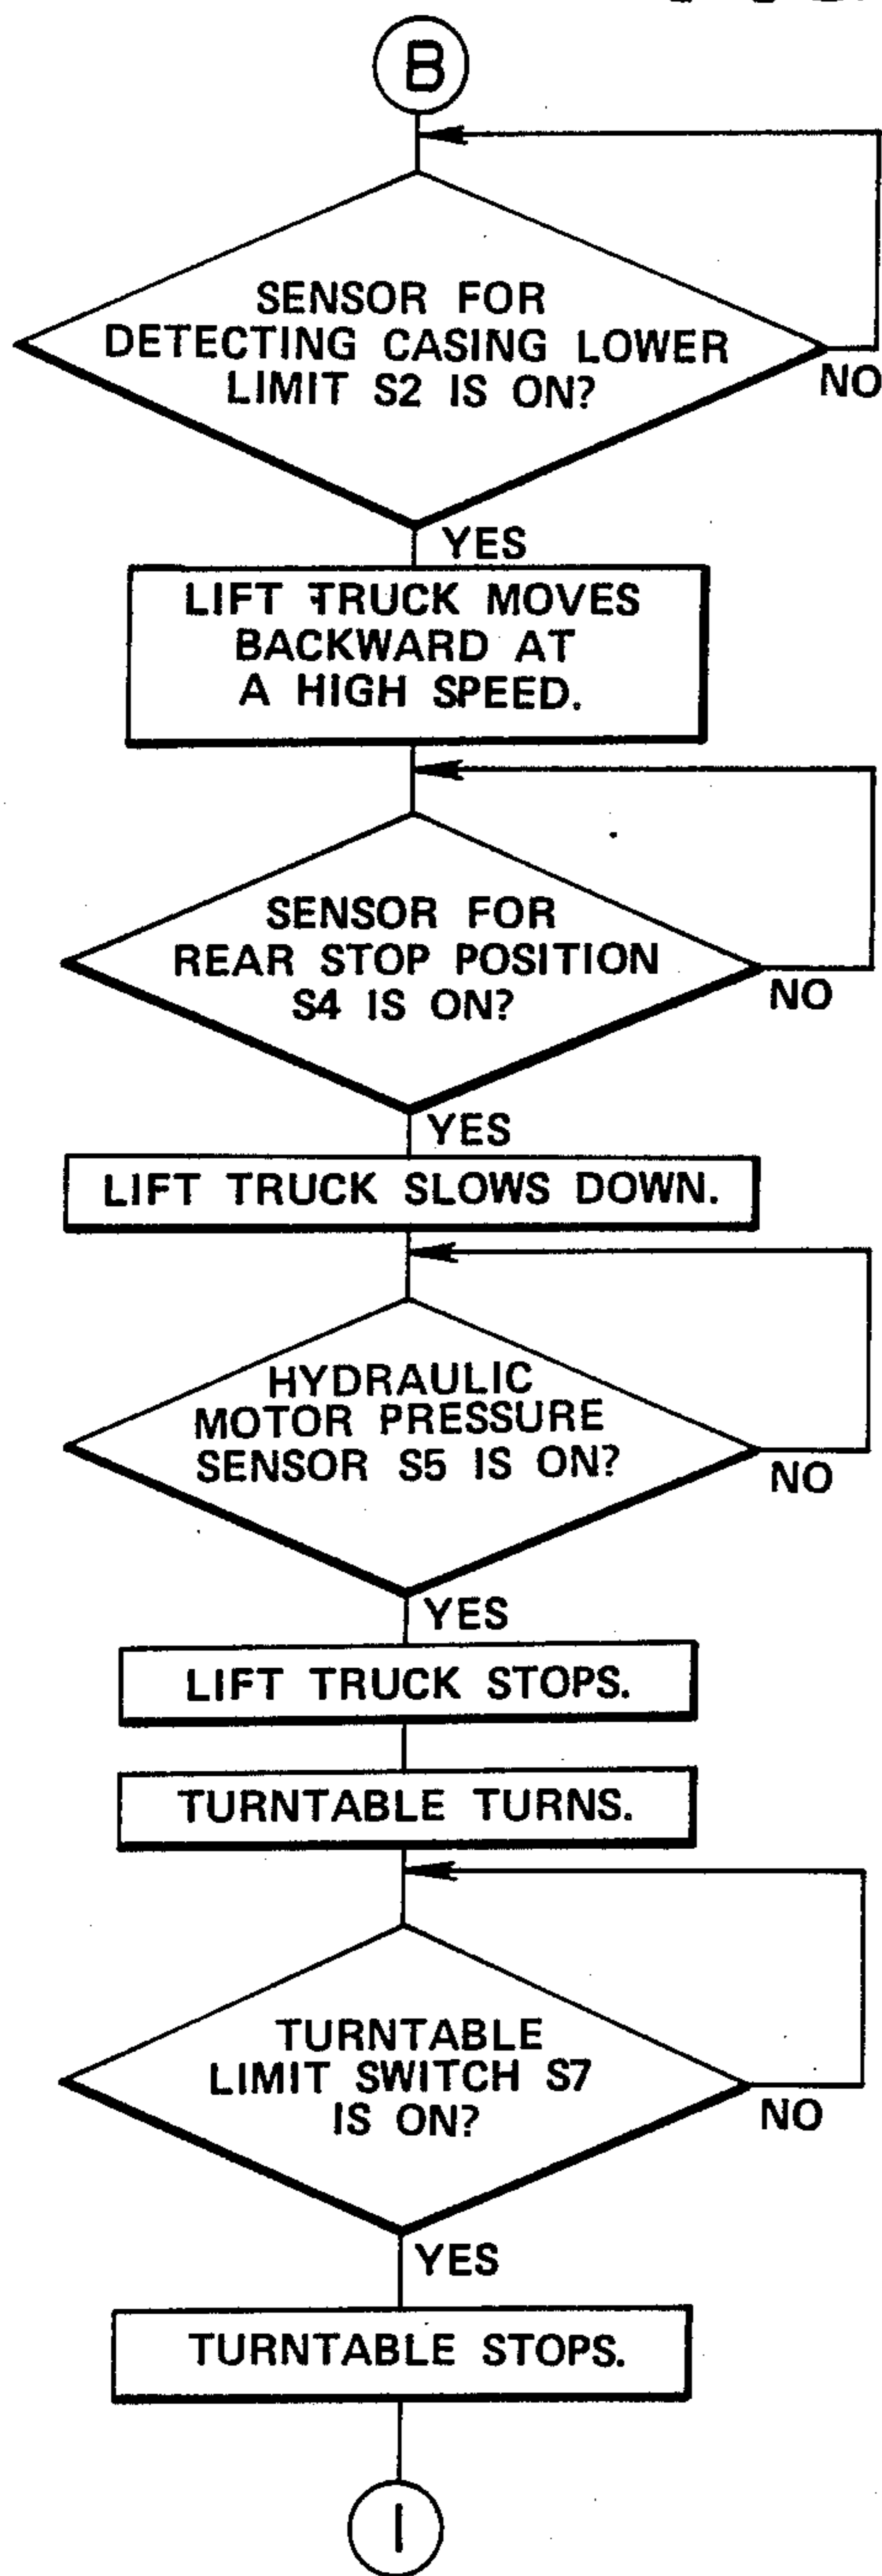 B
SENSOR FOR
DETECTING CASING LOWER
LIMIT S2 IS ON?
NO
YES
LIFT TRUCK MOVES
BACKWARD AT
A HIGH SPEED.
SENSOR FOR
REAR STOP POSITION
S4 IS ON?
NO
YES
LIFT TRUCK SLOWS DOWN.
HYDRAULIC
MOTOR PRESSURE
SENSOR S5 IS ON?
NO
YES
LIFT TRUCK STOPS.
TURNTABLE TURNS.
TURNTABLE
LIMIT SWITCH S7
IS ON?
NO
YES
TURNTABLE STOPS.
I